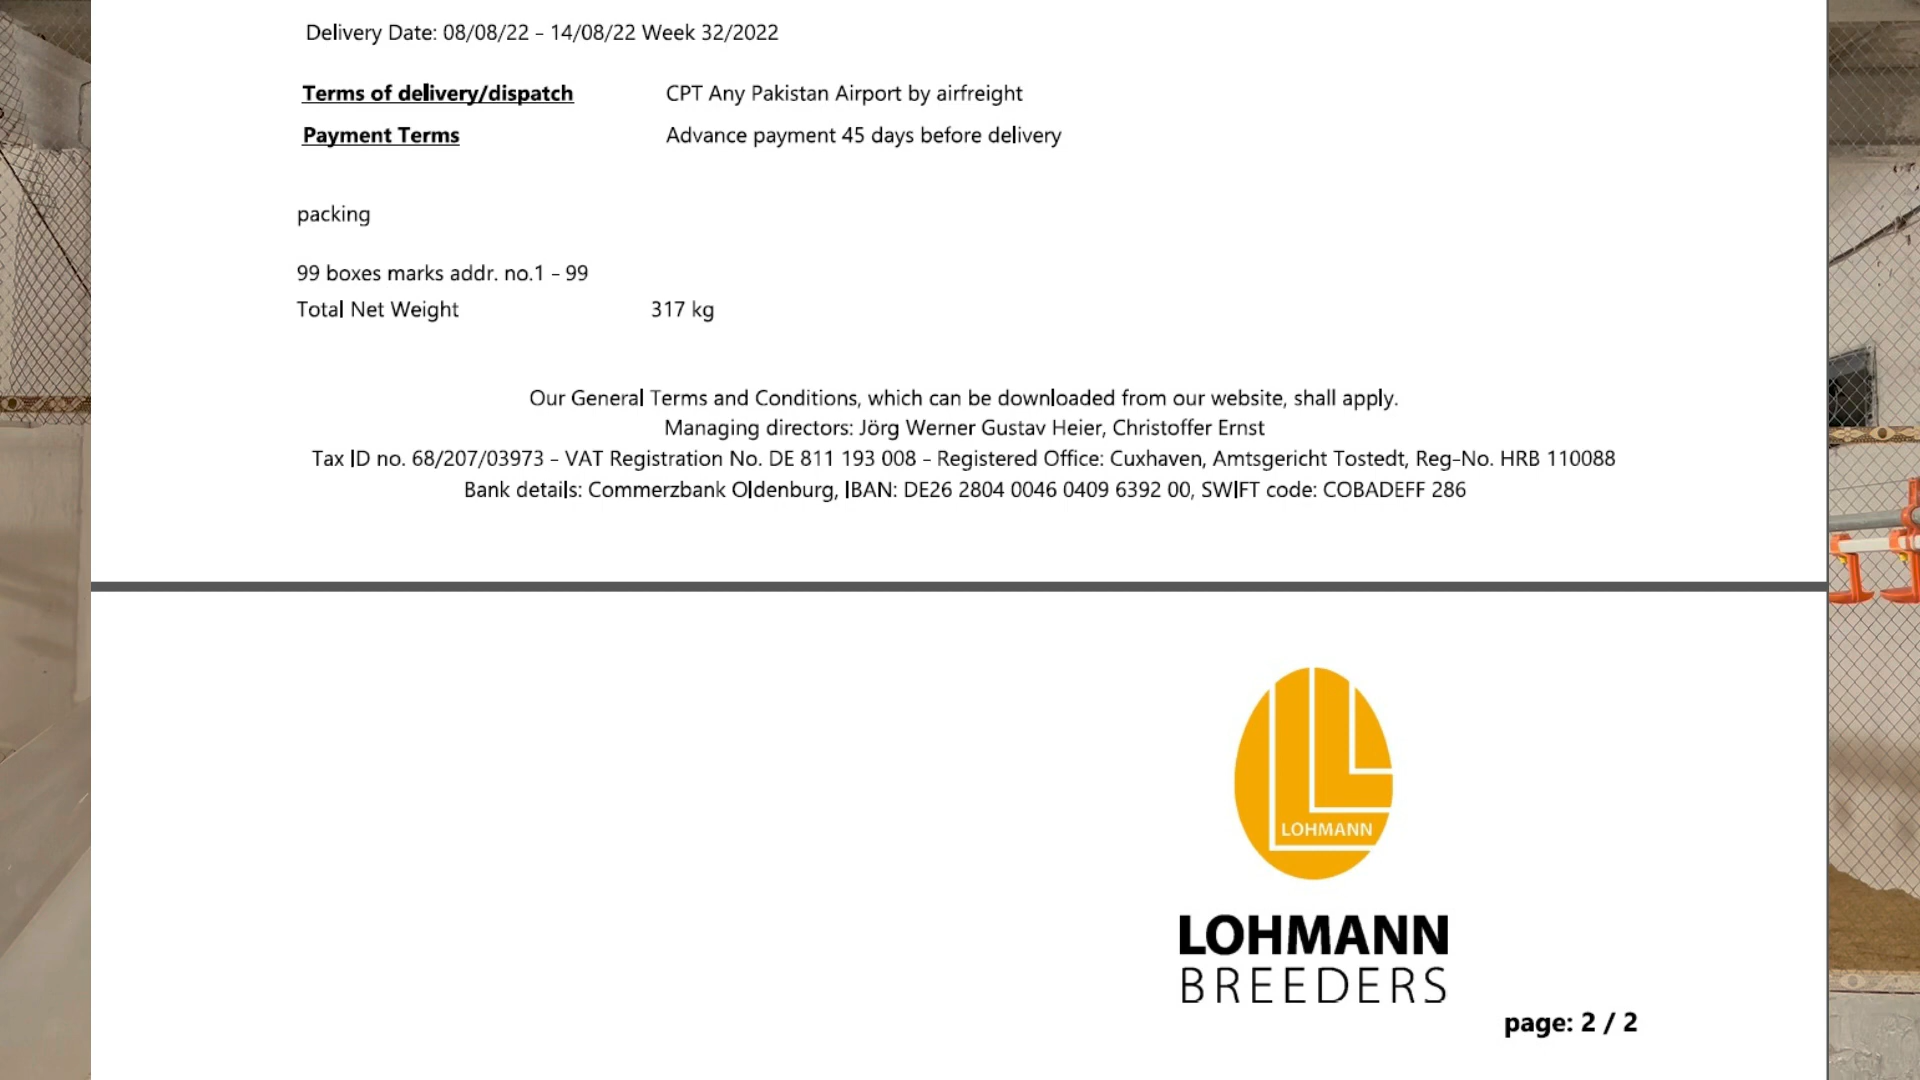 Delivery Date: 08/08/22 – 14/08/22 Week 32/2022
Terms of delivery/dispatch CPT Any Pakistan Airport by airfreight
Payment Terms Advance payment 45 days before delivery
packing
99 boxes marks addr. no.1 – 99
Total Net Weight 317 kg
Our General Terms and Conditions, which can be downloaded from our website, shall apply.
Managing directors: Jörg Werner Gustav Heier, Christoffer Ernst
Tax ID no. 68/207/03973 – VAT Registration No. DE 811 193 008 – Registered Office: Cuxhaven, Amtsgericht Tostedt, Reg-No. HRB 110088
Bank details: Commerzbank Oldenburg, IBAN: DE26 2804 0046 0409 6392 00, SWIFT code: COBADEFF 286
LOHMANN
LOHMANN
BREEDERS
page: 2 / 2